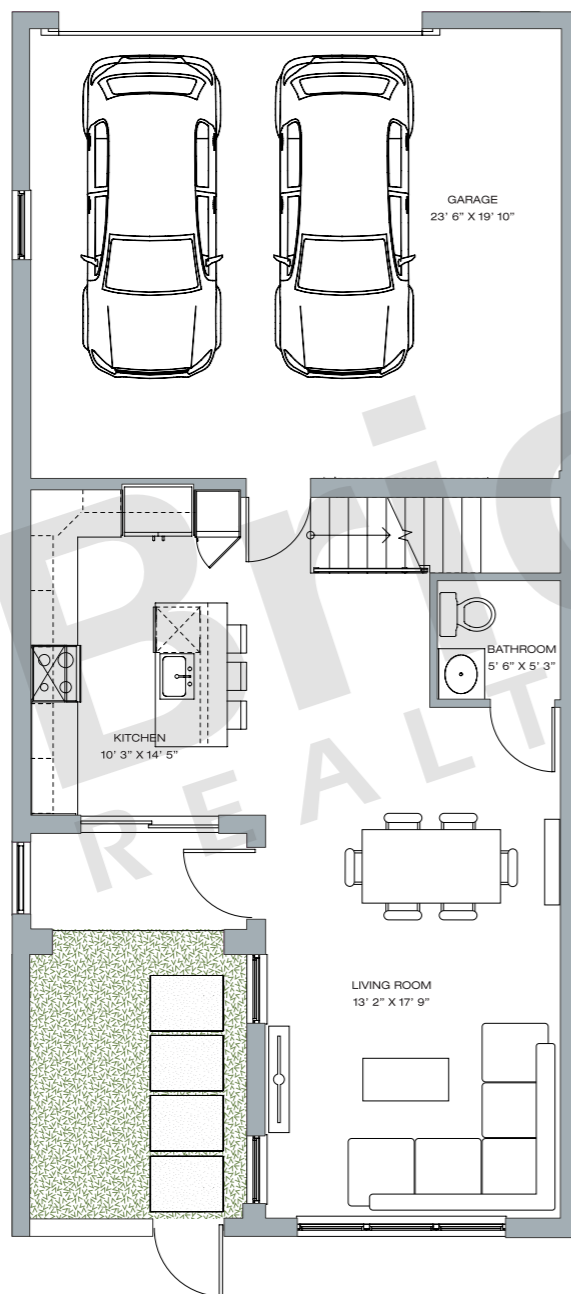 GARAGE
23’ 6” X 19’ 10”
Bri
BATHROOM
5’ 6” X 5’ 3”
KITCHEN
10’ 3” X 14’ 5”
REALT
LIVING ROOM
13’ 2” X 17’ 9”